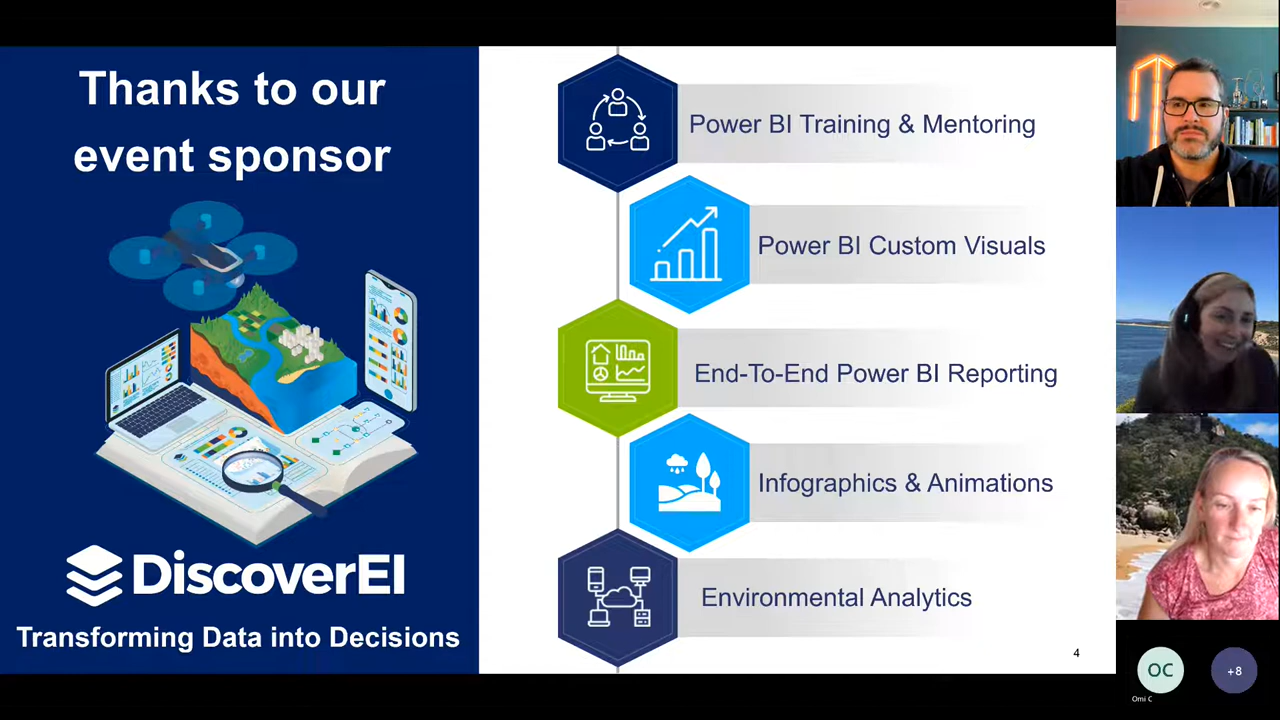 Thanks to our
event sponsor
DiscoverEI
Transforming Data into Decisions
Power BI Training & Mentoring
Power BI Custom Visuals
End-To-End Power BI Reporting
Infographics & Animations
Environmental Analytics
4
OC
+8
Omi C